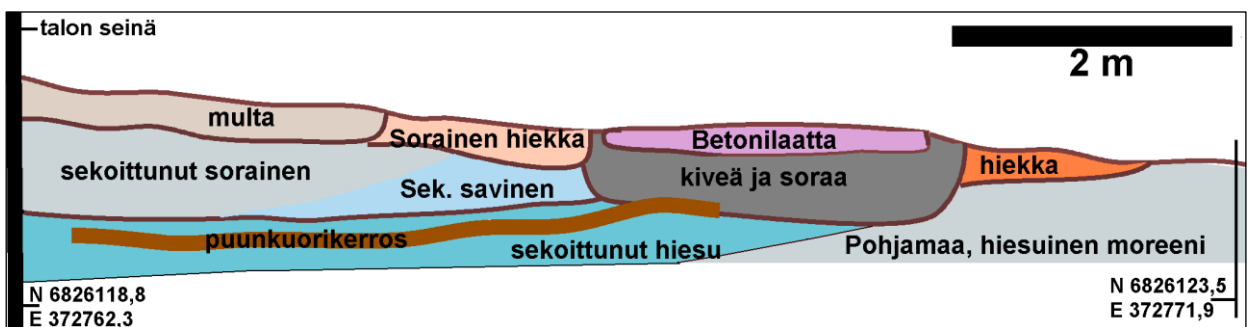 talon seinä
2 m
multa
Sorainen hiekka
Betonilaatta
hiekka
sekoittunut sorainen
Sek. savinen
kiveä ja soraa
puunkuorikerros
sekoittunut hiesu
Pohjamaa, hiesuinen moreeni
N 6826118,8
E 372762,3
N 6826123,5
E 372771,9